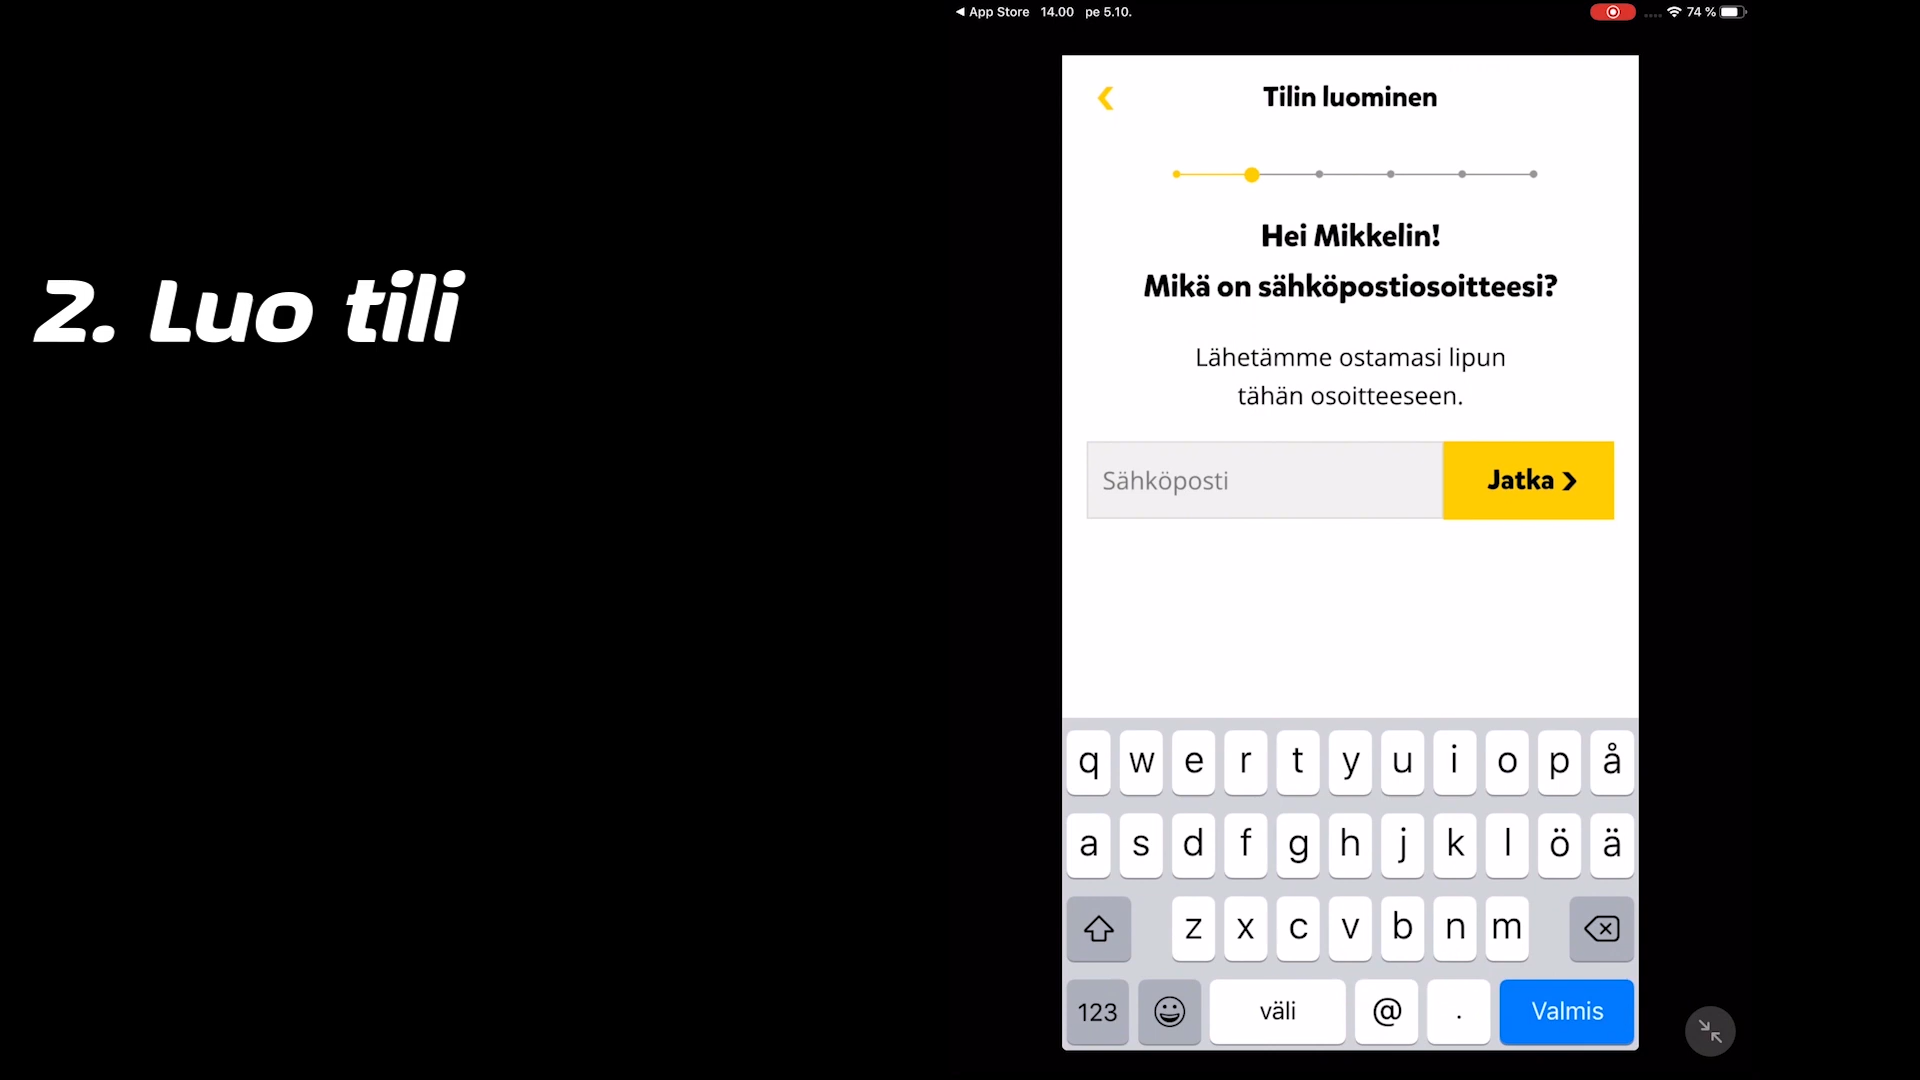 App Store 14.00 pe 5.10.
74 %
2. Luo tili
Tilin luominen
Hei Mikkelin!
Mikä on sähköpostiosoitteesi?
Lähetämme ostamasi lipun
tähän osoitteeseen.
Sähköposti
Jatka
q w e r t y u i o p å
a s d f g h j k l ö ä
z x c v b n m
123 väli @ . Valmis